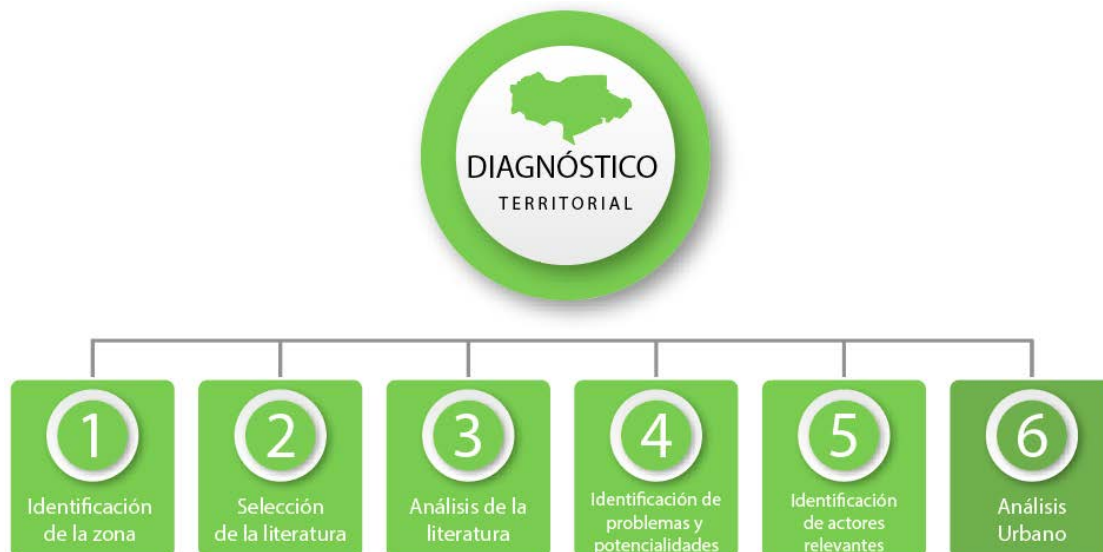 DIAGNÓSTICO
TERRITORIAL
1
Identificación
de la zona
2
Selección
de la literatura
3
Análisis de la
literatura
4
Identificación de
problemas y
potencialidades
5
Identificación
de actores
relevantes
6
Análisis
Urbano